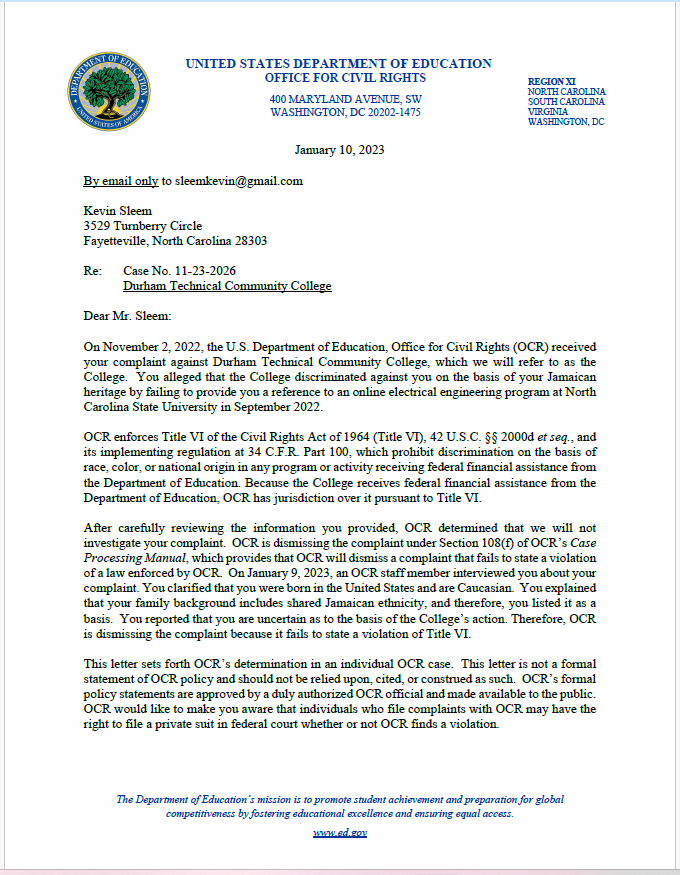 DEPARTMENT OF EDUCATION
UNITED STATES OF AMERICA
UNITED STATES DEPARTMENT OF EDUCATION
OFFICE FOR CIVIL RIGHTS
400 MARYLAND AVENUE, SW
WASHINGTON, DC 20202-1475
REGION XI
NORTH CAROLINA
SOUTH CAROLINA
VIRGINIA
WASHINGTON, DC
January 10, 2023
By email only to sleemkevin@gmail.com
Kevin Sleem
3529 Turnberry Circle
Fayetteville, North Carolina 28303
Re: Case No. 11-23-2026
Durham Technical Community College
Dear Mr. Sleem:
On November 2, 2022, the U.S. Department of Education, Office for Civil Rights (OCR) received
your complaint against Durham Technical Community College, which we will refer to as the
College. You alleged that the College discriminated against you on the basis of your Jamaican
heritage by failing to provide you a reference to an online electrical engineering program at North
Carolina State University in September 2022.
OCR enforces Title VI of the Civil Rights Act of 1964 (Title VI), 42 U.S.C. §§ 2000d et seq., and
its implementing regulation at 34 C.F.R. Part 100, which prohibit discrimination on the basis of
race, color, or national origin in any program or activity receiving federal financial assistance from
the Department of Education. Because the College receives federal financial assistance from the
Department of Education, OCR has jurisdiction over it pursuant to Title VI.
After carefully reviewing the information you provided, OCR determined that we will not
investigate your complaint. OCR is dismissing the complaint under Section 108(f) of OCR's Case
Processing Manual, which provides that OCR will dismiss a complaint that fails to state a violation
of a law enforced by OCR. On January 9, 2023, an OCR staff member interviewed you about your
complaint. You clarified that you were born in the United States and are Caucasian. You explained
that your family background includes shared Jamaican ethnicity, and therefore, you listed it as a
basis. You reported that you are uncertain as to the basis of the College's action. Therefore, OCR
is dismissing the complaint because it fails to state a violation of Title VI.
This letter sets forth OCR's determination in an individual OCR case. This letter is not a formal
statement of OCR policy and should not be relied upon, cited, or construed as such. OCR's formal
policy statements are approved by a duly authorized OCR official and made available to the public.
OCR would like to make you aware that individuals who file complaints with OCR may have the
right to file a private suit in federal court whether or not OCR finds a violation.
The Department of Education's mission is to promote student achievement and preparation for global
competitiveness by fostering educational excellence and ensuring equal access.
www.ed.gov